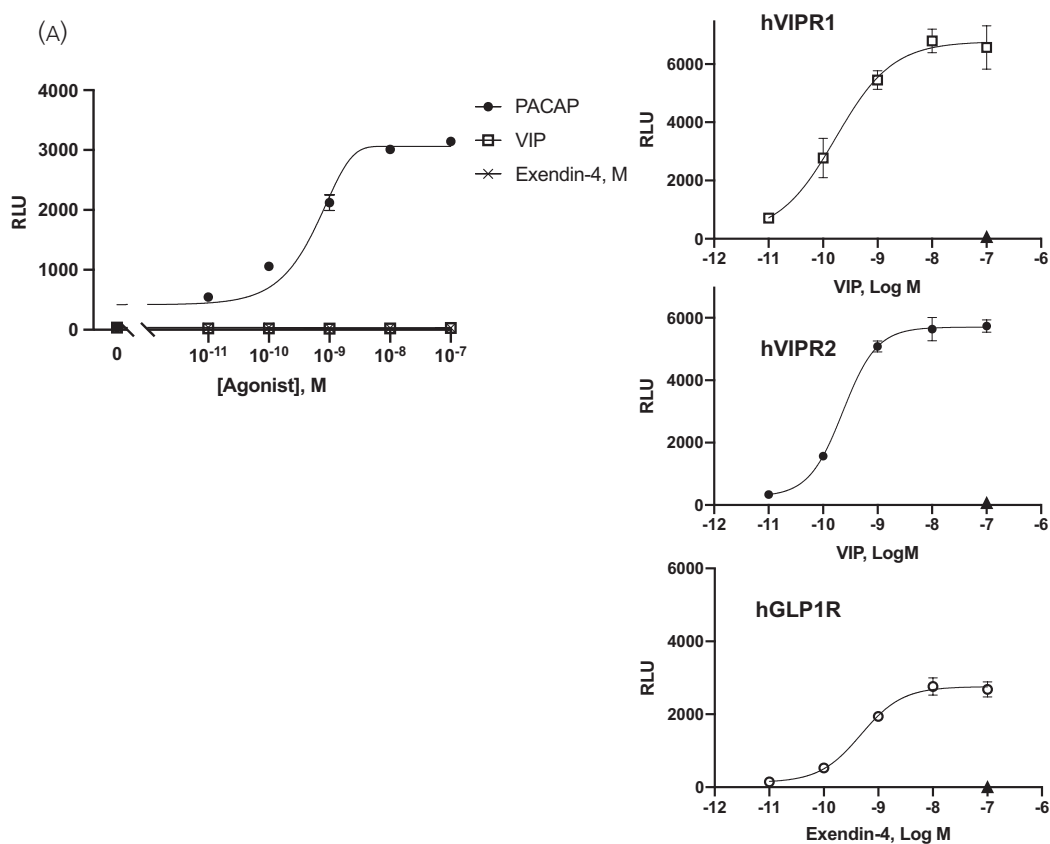 (A)
4000
3000
2000
1000
0
RLU
0
10-11
10-10
10-9
10-8
10-7
[Agonist], M
PACAP
VIP
Exendin-4, M
hVIPR1
6000
4000
2000
0
RLU
-12
-11
-10
-9
-8
-7
-6
VIP, Log M
hVIPR2
6000
4000
2000
0
RLU
-12
-11
-10
-9
-8
-7
-6
VIP, LogM
hGLP1R
6000
4000
2000
0
RLU
-12
-11
-10
-9
-8
-7
-6
Exendin-4, Log M